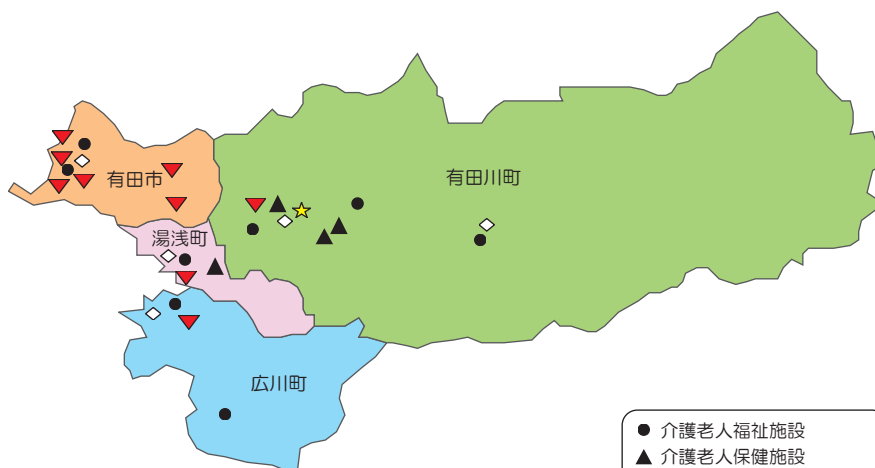 有田市
有田川町
湯浅町
広川町
● 介護老人福祉施設
▲ 介護老人保健施設